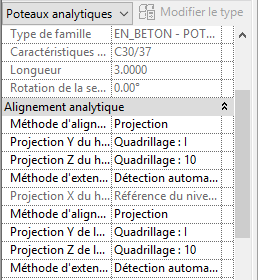 Poteaux analytiques Modifier le type
Type de famille EN_BETON - POT...
Caractéristiques ... C30/37
Longueur 3.0000
Rotation de la se... 0.00°
Alignement analytique
Méthode d'align... Projection
Projection Y du h... Quadrillage : I
Projection Z du h... Quadrillage : 10
Méthode d'exten... Détection automa...
Projection X du h... Référence du nive...
Méthode d'align... Projection
Projection Y de l... Quadrillage : I
Projection Z de l... Quadrillage : 10
Méthode d'exten... Détection automa...